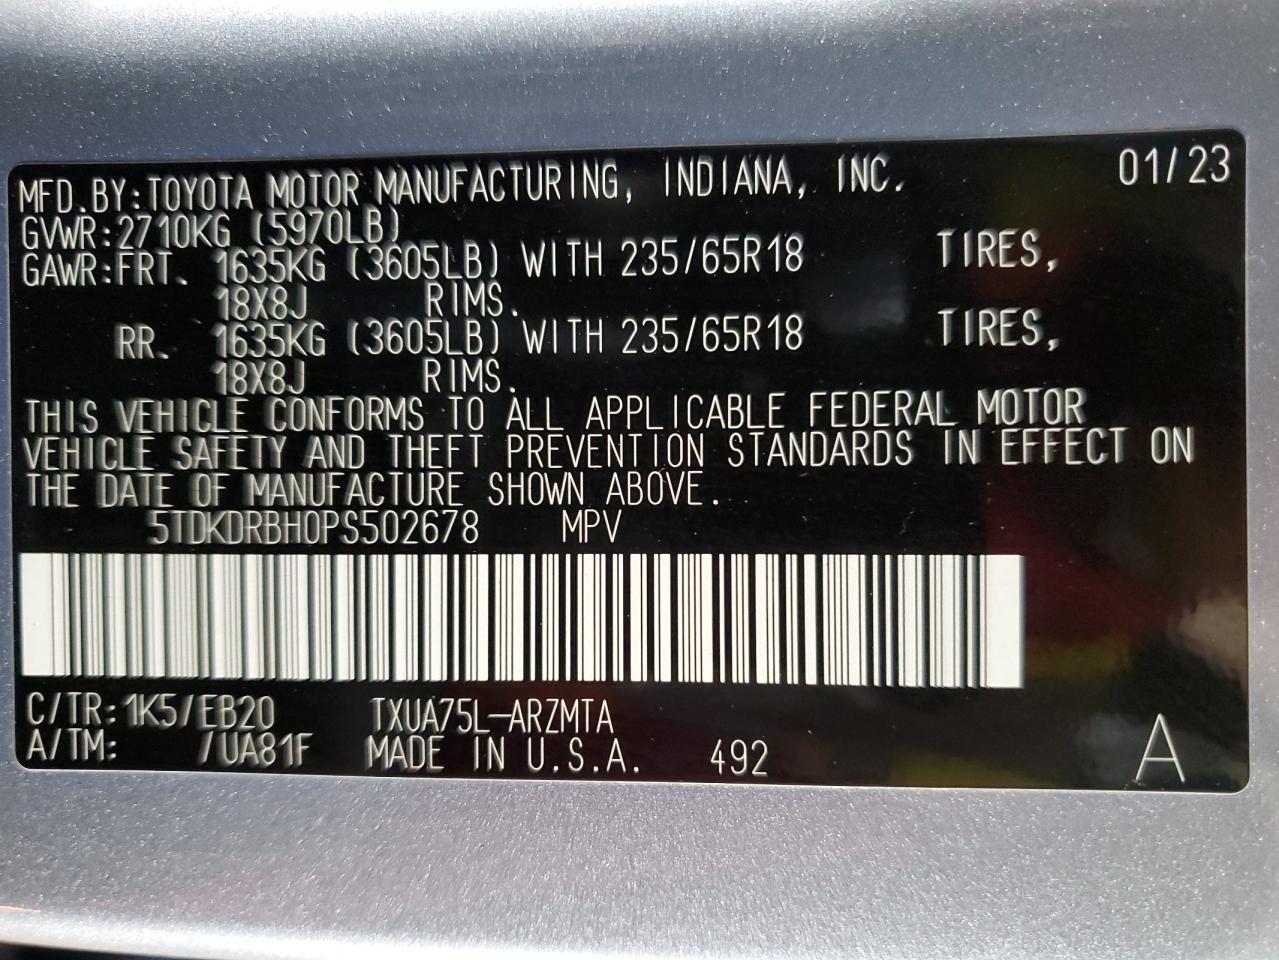 MFD.BY:TOYOTA MOTOR MANUFACTURING, INDIANA, INC. 01/23
GVWR:2710KG (5970LB)
GAWR:FRT. 1635KG (3605LB) WITH 235/65R18 TIRES,
18X8J RIMS.
RR. 1635KG (3605LB) WITH 235/65R18 TIRES,
18X8J RIMS.
THIS VEHICLE CONFORMS TO ALL APPLICABLE FEDERAL MOTOR
VEHICLE SAFETY AND THEFT PREVENTION STANDARDS IN EFFECT ON
THE DATE OF MANUFACTURE SHOWN ABOVE.
5TDKDRBH0PS502678 MPV
C/TR:1K5/EB20 TXUA75L-ARZMTA
A/TM: /UA81F MADE IN U.S.A. 492 A